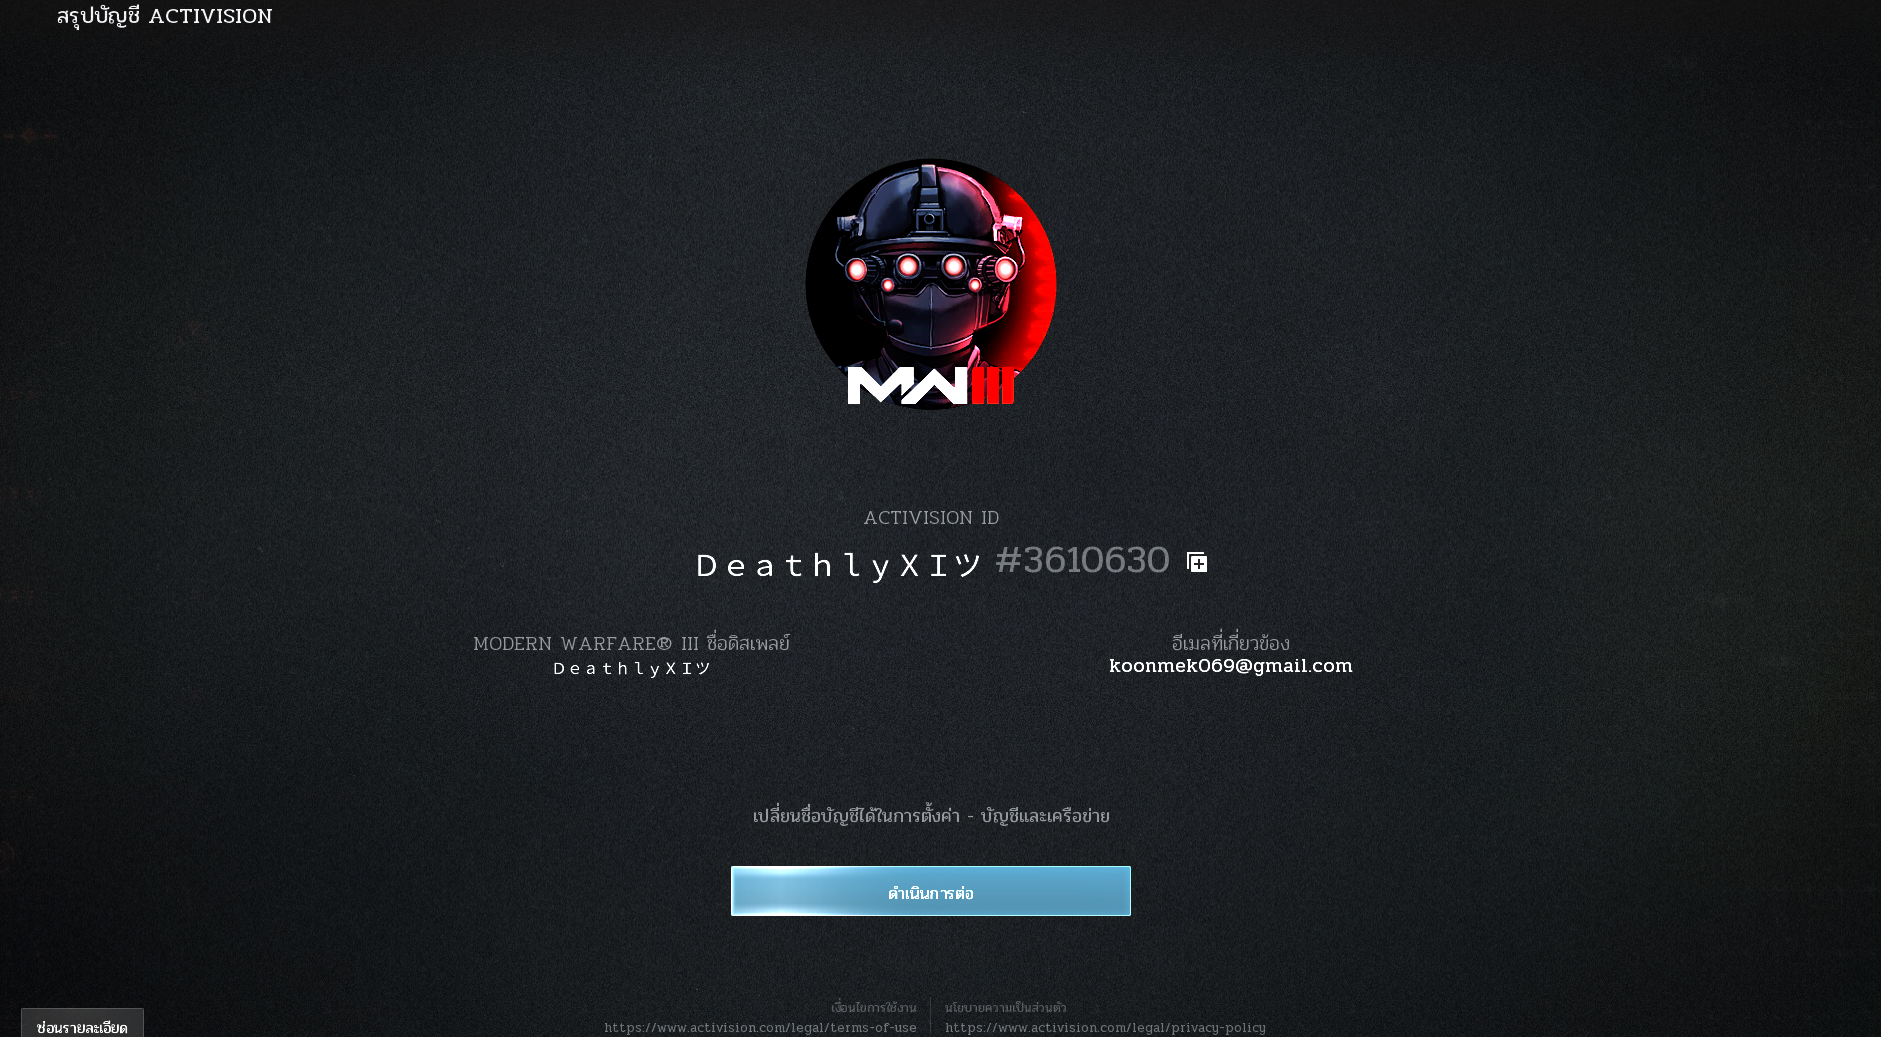 สรุปบัญชี ACTIVISION
MWIII
ACTIVISION ID
ＤｅａｔｈｌｙＸＩツ #3610630
MODERN WARFARE® III ชื่อดิสเพลย์
ＤｅａｔｈｌｙＸＩツ
อีเมลที่เกี่ยวข้อง
koonmek069@gmail.com
เปลี่ยนชื่อบัญชีได้ในการตั้งค่า - บัญชีและเครือข่าย
ดำเนินการต่อ
เงื่อนไขการใช้งาน
https://www.activision.com/legal/terms-of-use
นโยบายความเป็นส่วนตัว
https://www.activision.com/legal/privacy-policy
ซ่อนรายละเอียด